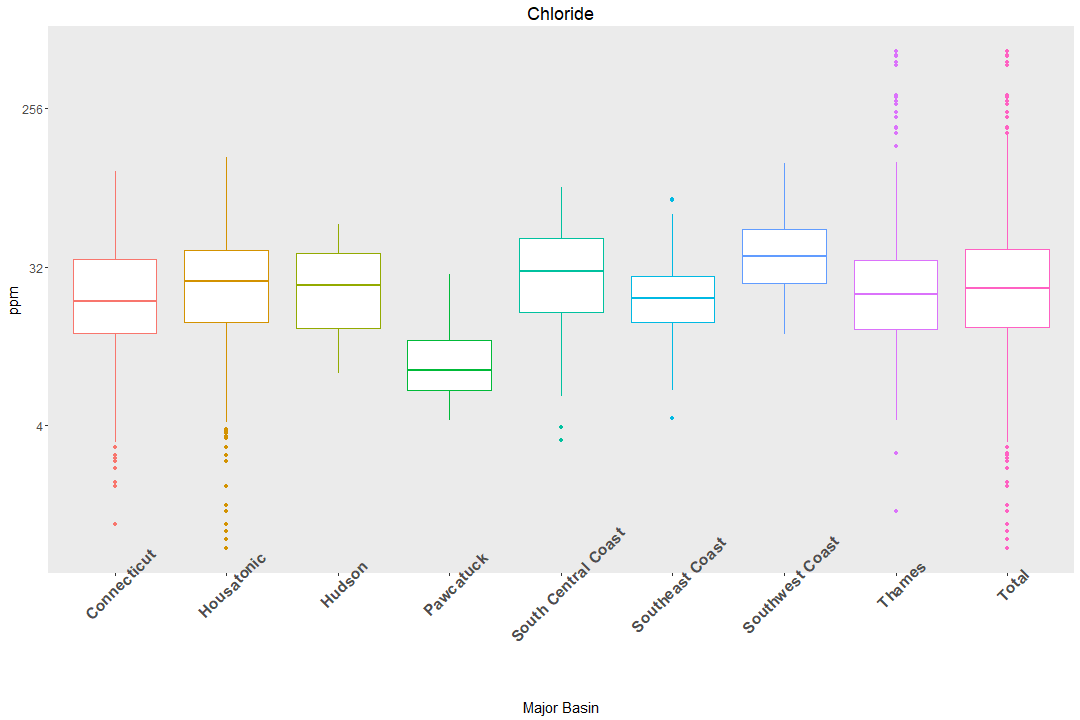 Chloride
256
32
4
ppm
Connecticut
Housatonic
Hudson
Pawcatuck
South Central Coast
Southeast Coast
Southwest Coast
Thames
Total
Major Basin